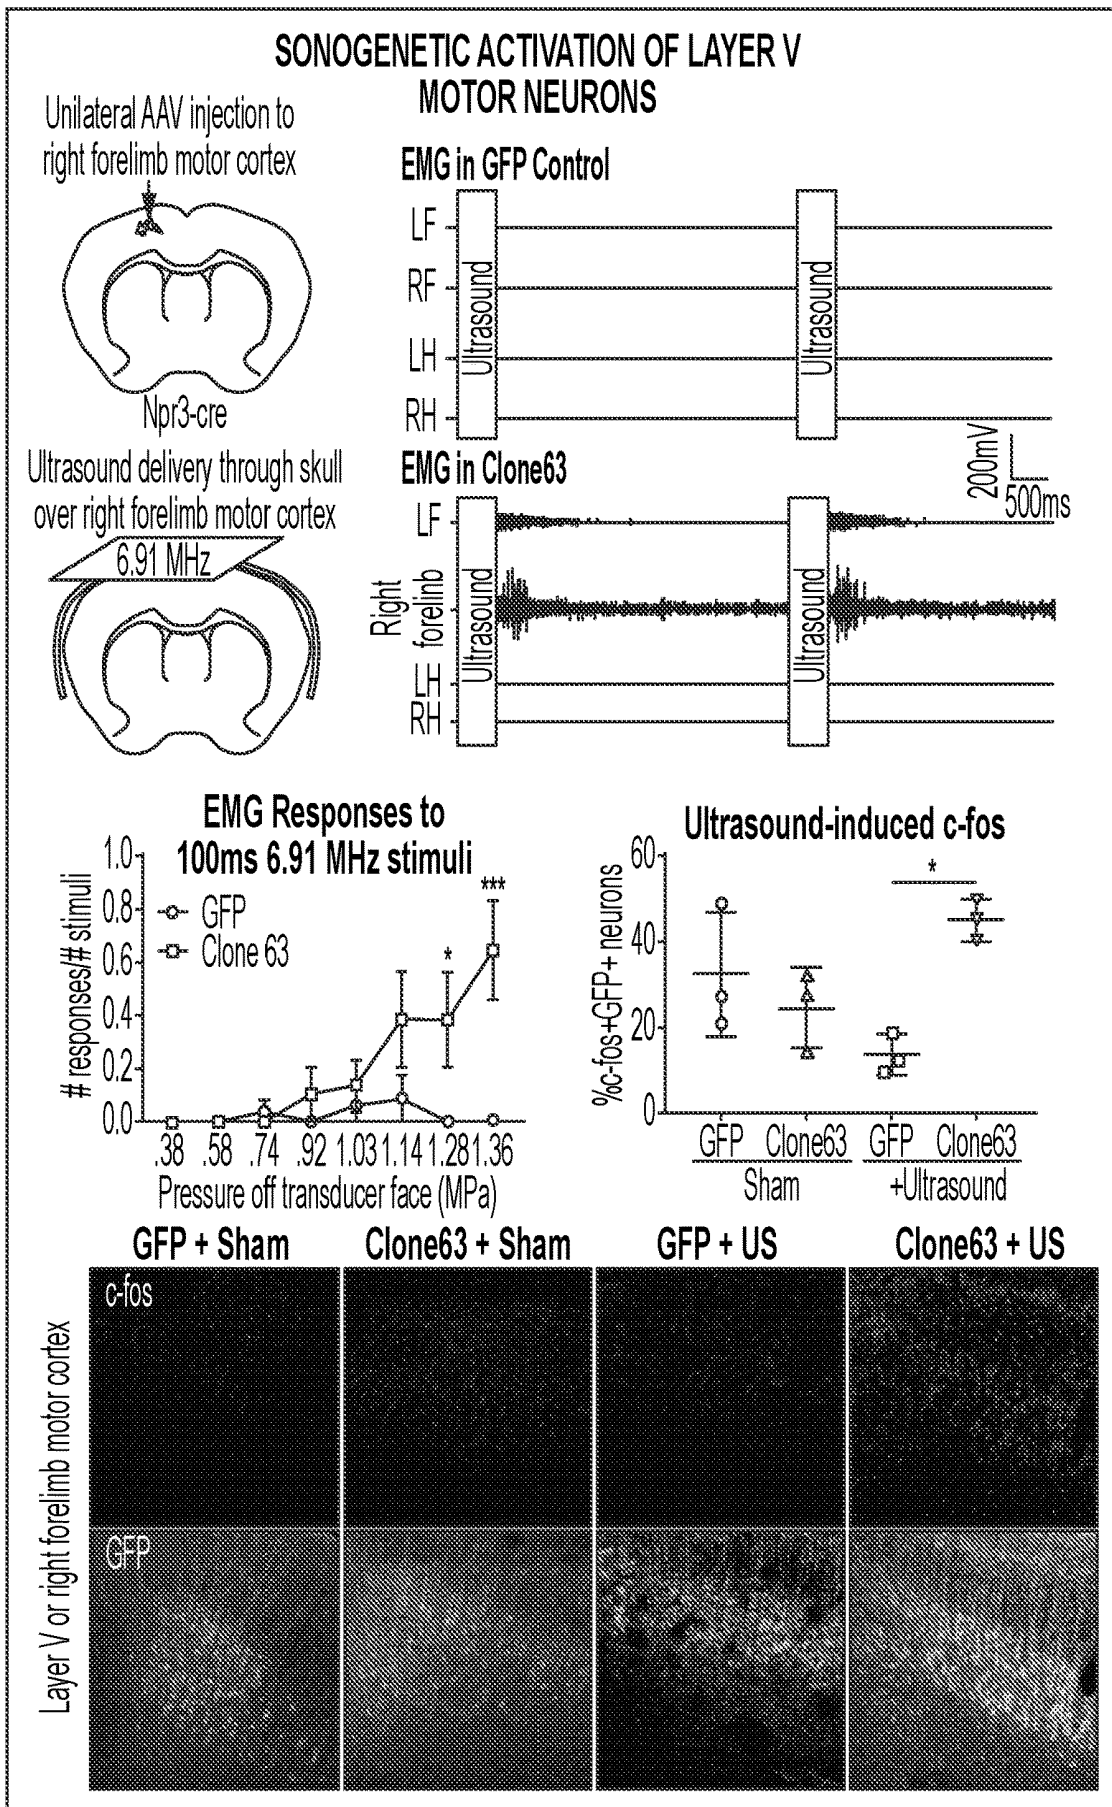 SONOGENETIC ACTIVATION OF LAYER V
MOTOR NEURONS
Unilateral AAV injection to
right forelimb motor cortex
Npr3-cre
Ultrasound delivery through skull
over right forelimb motor cortex
6.91 MHz
EMG in GFP Control
LF
RF
LH
RH
Ultrasound
Ultrasound
200mV
500ms
EMG in Clone63
LF
Right
forelinb
LH
RH
Ultrasound
Ultrasound
EMG Responses to
100ms 6.91 MHz stimuli
# responses/# stimuli
1.0
0.8
0.6
0.4
0.2
0.0
GFP
Clone 63
*
***
.38 .58 .74 .92 1.03 1.14 1.28 1.36
Pressure off transducer face (MPa)
Ultrasound-induced c-fos
%c-fos+GFP+ neurons
60
40
20
0
*
GFP Clone63 GFP Clone63
Sham +Ultrasound
GFP + Sham Clone63 + Sham GFP + US Clone63 + US
Layer V or right forelimb motor cortex
c-fos
GFP